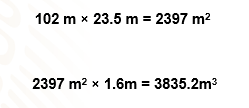 102 m × 23.5 m = 2397 m²
2397 m² × 1.6m = 3835.2m³